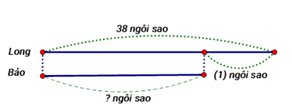 38 ngôi sao
Long
Bảo
(1) ngôi sao
? ngôi sao